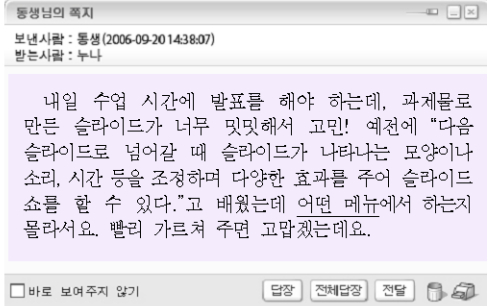 동생님의 쪽지
보낸사람 : 동생(2006-09-20 14:38:07)
받는사람 : 누나
내일 수업 시간에 발표를 해야 하는데, 과제물로
만든 슬라이드가 너무 밋밋해서 고민! 예전에 “다음
슬라이드로 넘어갈 때 슬라이드가 나타나는 모양이나
소리, 시간 등을 조정하며 다양한 효과를 주어 슬라이드
쇼를 할 수 있다.”고 배웠는데 어떤 메뉴에서 하는지
몰라서요. 빨리 가르쳐 주면 고맙겠는데요.
바로 보여주지 않기
답장 전체답장 전달